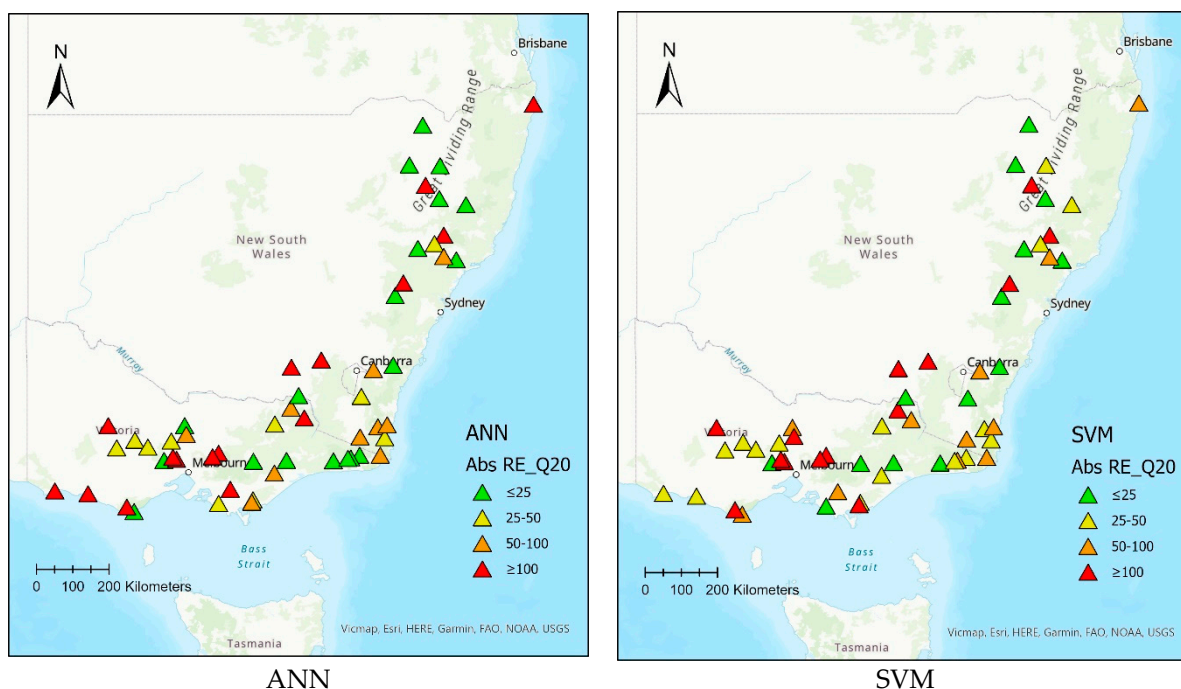 N
Brisbane
Great Dividing Range
New South
Wales
Sydney
Murray
Canberra
Victoria
Melbourn
ANN
Abs RE_Q20
≤25
25-50
50-100
≥100
Bass
Strait
0 100 200 Kilometers
Vicmap, Esri, HERE, Garmin, FAO, NOAA, USGS
Tasmania
ANN
N
Brisbane
Great Dividing Range
New South
Wales
Sydney
Murray
Canberra
Victoria
Melbourn
SVM
Abs RE_Q20
≤25
25-50
50-100
≥100
Bass
Strait
0 100 200 Kilometers
Vicmap, Esri, HERE, Garmin, FAO, NOAA, USGS
Tasmania
SVM